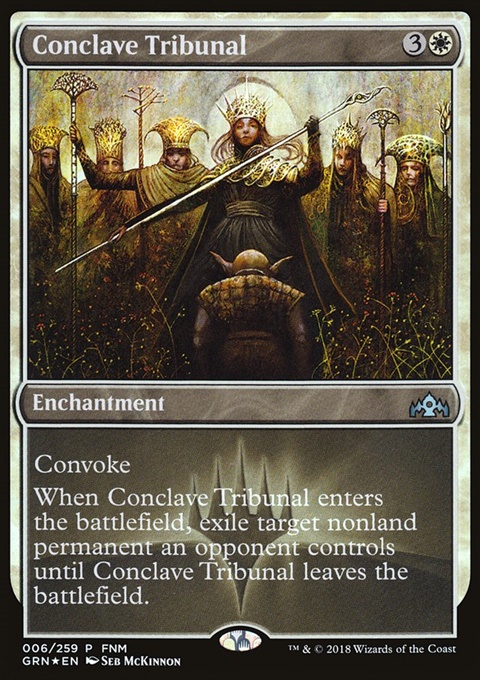 Conclave Tribunal 3
Enchantment
Convoke
When Conclave Tribunal enters
the battlefield, exile target nonland
permanent an opponent controls
until Conclave Tribunal leaves the
battlefield.
006/259 P FNM
GRN★EN Seb McKinnon
™ & © 2018 Wizards of the Coast